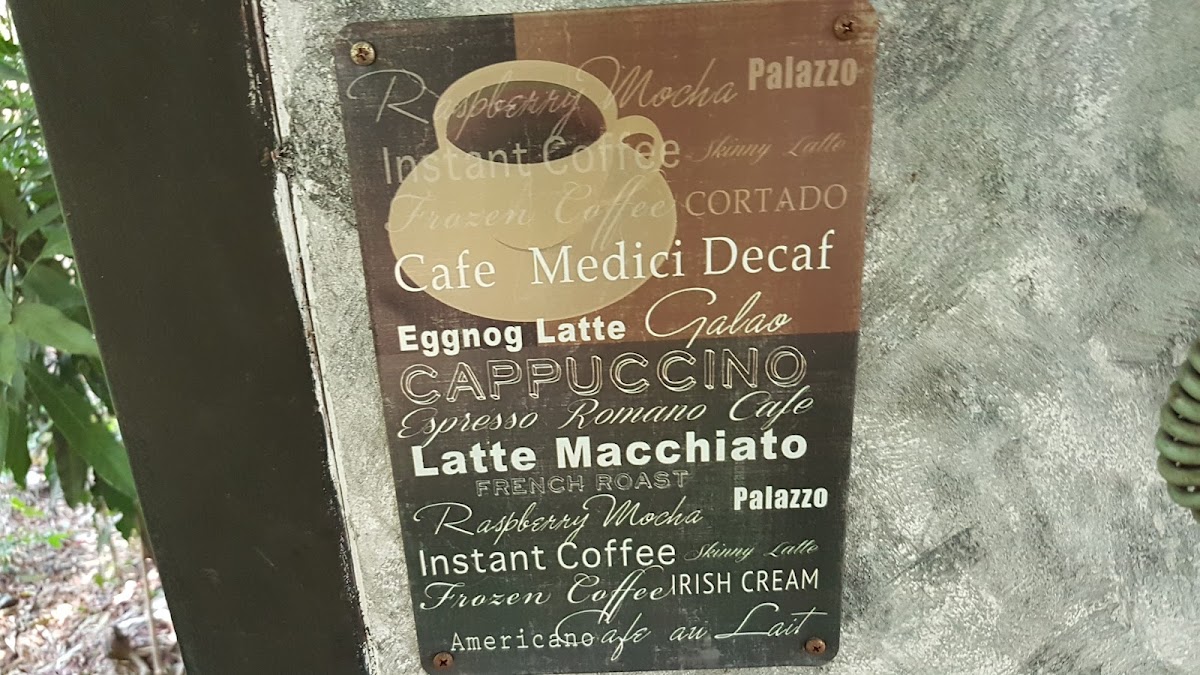 Raspberry Mocha Palazzo
Instant Coffee Skinny Latte
Frozen Coffee CORTADO
Cafe Medici Decaf
Eggnog Latte Galao
CAPPUCCINO
Espresso Romano Cafe
Latte Macchiato
FRENCH ROAST
Raspberry Mocha Palazzo
Instant Coffee Skinny Latte
Frozen Coffee IRISH CREAM
Americano Cafe au Lait